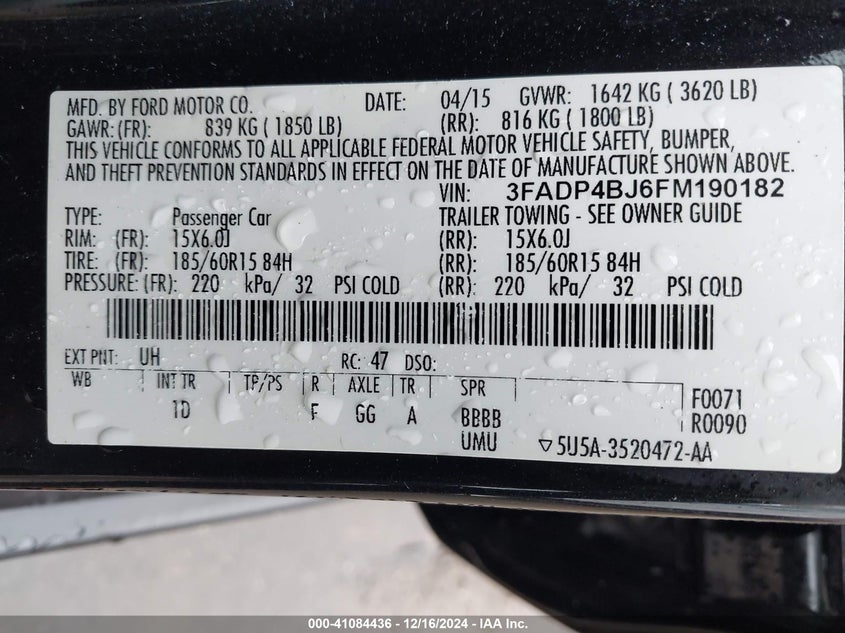 MFD. BY FORD MOTOR CO. DATE: 04/15 GVWR: 1642 KG ( 3620 LB)
GAWR: (FR): 839 KG ( 1850 LB) (RR): 816 KG ( 1800 LB)
THIS VEHICLE CONFORMS TO ALL APPLICABLE FEDERAL MOTOR VEHICLE SAFETY, BUMPER,
AND THEFT PREVENTION STANDARDS IN EFFECT ON THE DATE OF MANUFACTURE SHOWN ABOVE.
VIN: 3FADP4BJ6FM190182
TYPE: Passenger Car TRAILER TOWING - SEE OWNER GUIDE
RIM: (FR): 15X6.0J (RR): 15X6.0J
TIRE: (FR): 185/60R15 84H (RR): 185/60R15 84H
PRESSURE: (FR): 220 kPa/ 32 PSI COLD (RR): 220 kPa/ 32 PSI COLD
EXT PNT: UH RC: 47 DSO:
WB INT TR TP/PS R AXLE TR SPR F0071
1D F GG A BBBB R0090
UMU ▽5U5A-3520472-AA
000-41084436 - 12/16/2024 - IAA Inc.